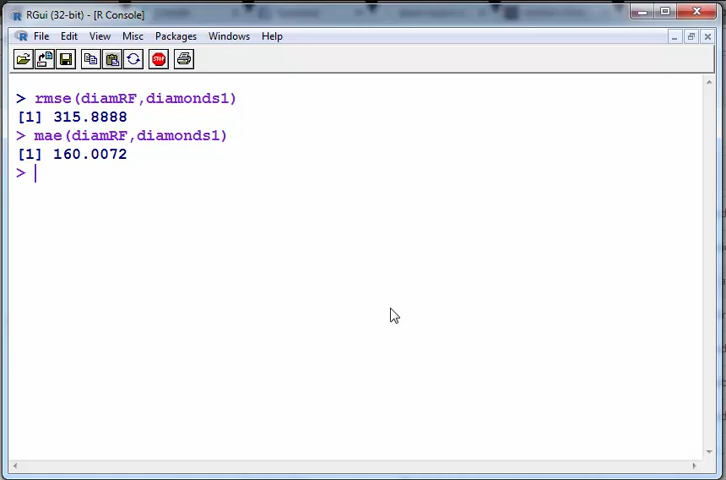 RGui (32-bit) - [R Console]
File Edit View Misc Packages Windows Help
STOP
> rmse(diamRF,diamonds1)
[1] 315.8888
> mae(diamRF,diamonds1)
[1] 160.0072
>